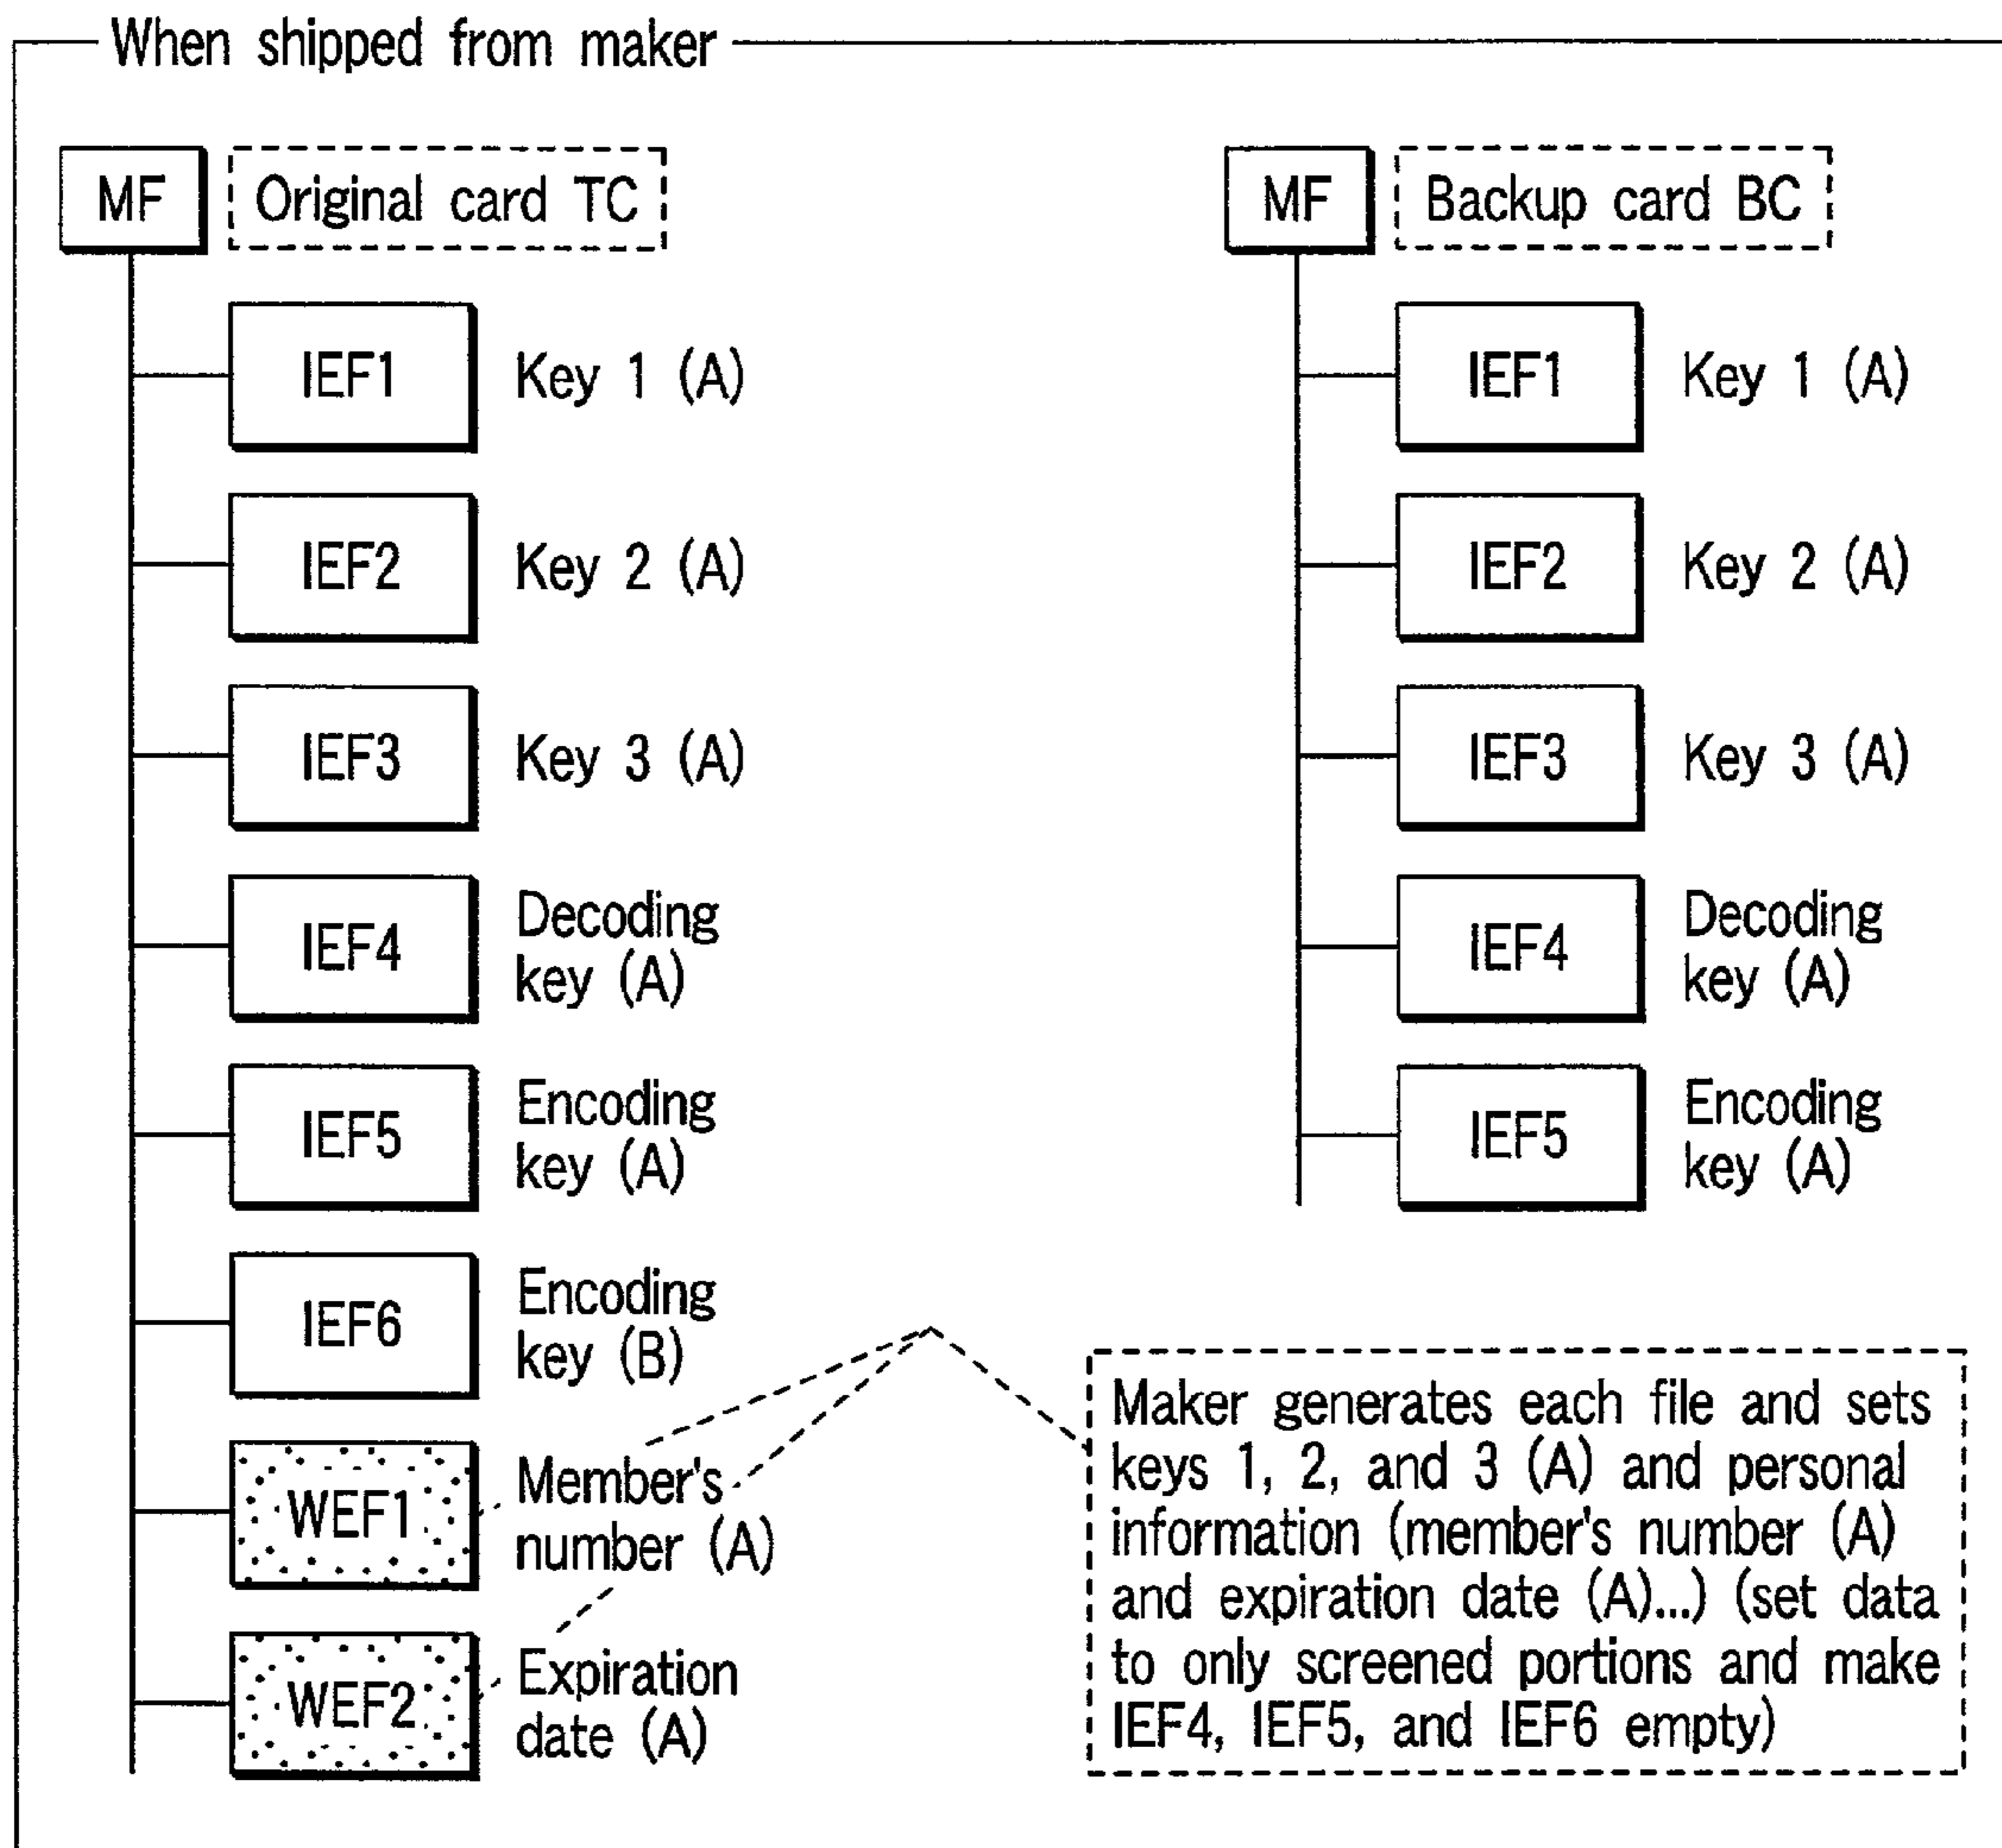 When shipped from maker
MF
Original card TC
IEF1
Key 1 (A)
IEF2
Key 2 (A)
IEF3
Key 3 (A)
IEF4
Decoding
key (A)
IEF5
Encoding
key (A)
IEF6
Encoding
key (B)
WEF1
Member's
number (A)
WEF2
Expiration
date (A)
MF
Backup card BC
IEF1
Key 1 (A)
IEF2
Key 2 (A)
IEF3
Key 3 (A)
IEF4
Decoding
key (A)
IEF5
Encoding
key (A)
Maker generates each file and sets
keys 1, 2, and 3 (A) and personal
information (member's number (A)
and expiration date (A)...) (set data
to only screened portions and make
IEF4, IEF5, and IEF6 empty)